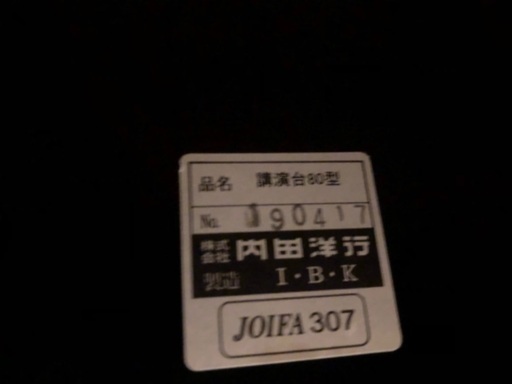 品名 講演台80型
No. 090417
株式会社 内田洋行
製造 I・B・K
JOIFA 307